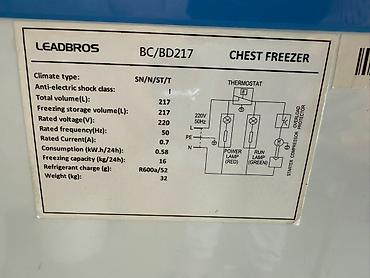 LEADBROS BC/BD217 CHEST FREEZER
Climate type: SN/N/ST/T
Anti-electric shock class: I
Total volume(L): 217
Freezing storage volume(L): 217
Rated voltage(V): 220
Rated frequency(Hz): 50
Rated Current(A): 0.7
Consumption (kW.h/24h): 0.58
Freezing capacity (kg/24h): 16
Refrigerant charge (g): R600a/52
Weight (kg): 32
THERMOSTAT
220V
50Hz
L
PE
N
POWER
LAMP
(RED)
RUN
LAMP
(GREEN)
STARTER COMPRESSOR OVERLOAD
PROTECTOR